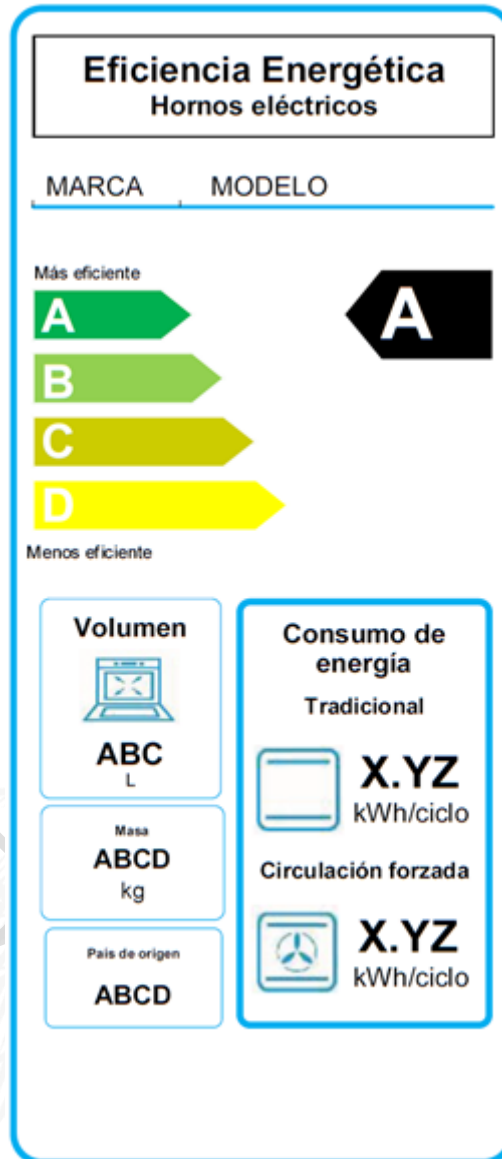 Eficiencia Energética
Hornos eléctricos
MARCA MODELO
Más eficiente
A A
B
C
D
Menos eficiente
Volumen
ABC
L
Masa
ABCD
kg
Pais de origen
ABCD
Consumo de
energía
Tradicional
X.YZ
kWh/ciclo
Circulación forzada
X.YZ
kWh/ciclo